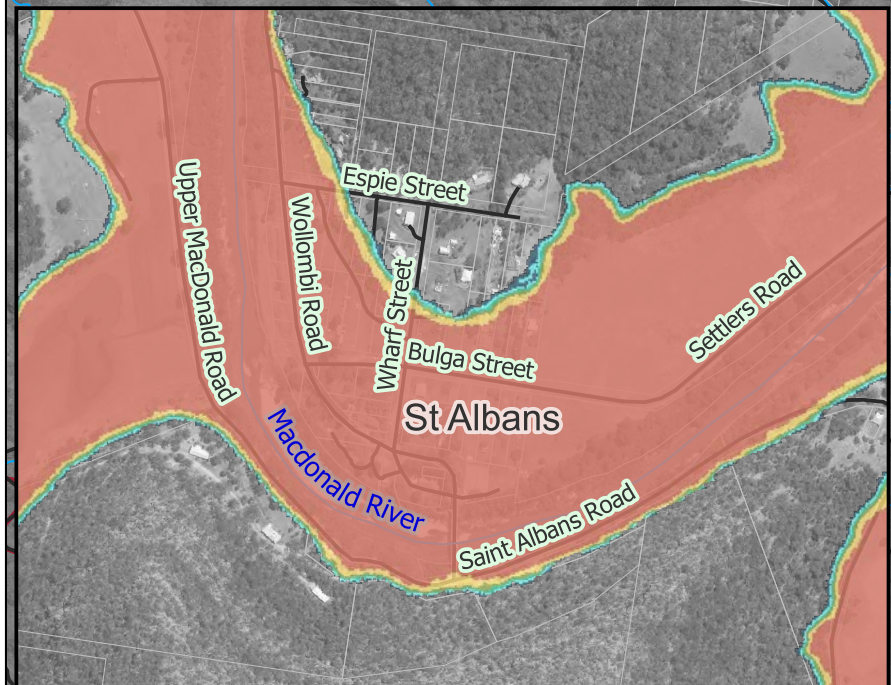 Espie Street
Upper MacDonald Road
Wollombi Road
Wharf Street
Settlers Road
Bulga Street
St Albans
Macdonald River
Saint Albans Road